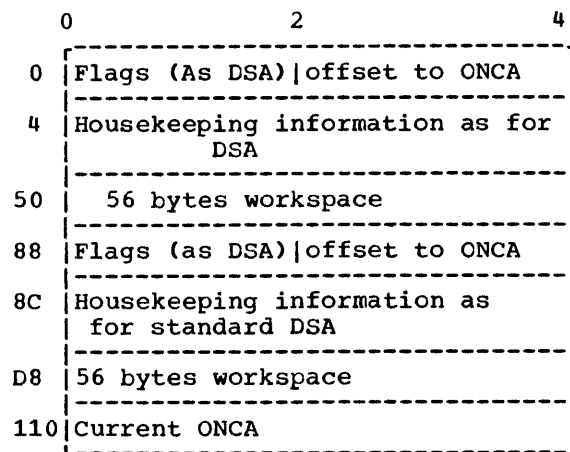 0 2 4
0 |Flags (As DSA)|offset to ONCA
4 |Housekeeping information as for
DSA
50 | 56 bytes workspace
88 |Flags (as DSA)|offset to ONCA
8C |Housekeeping information as
for standard DSA
D8 |56 bytes workspace
110|Current ONCA